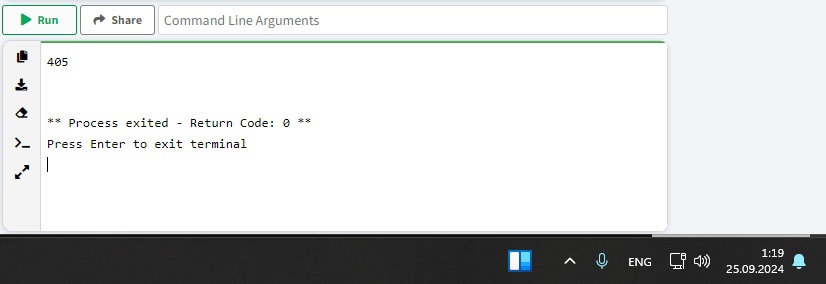 Run
Share
Command Line Arguments
405
** Process exited - Return Code: 0 **
Press Enter to exit terminal
ENG
1:19
25.09.2024